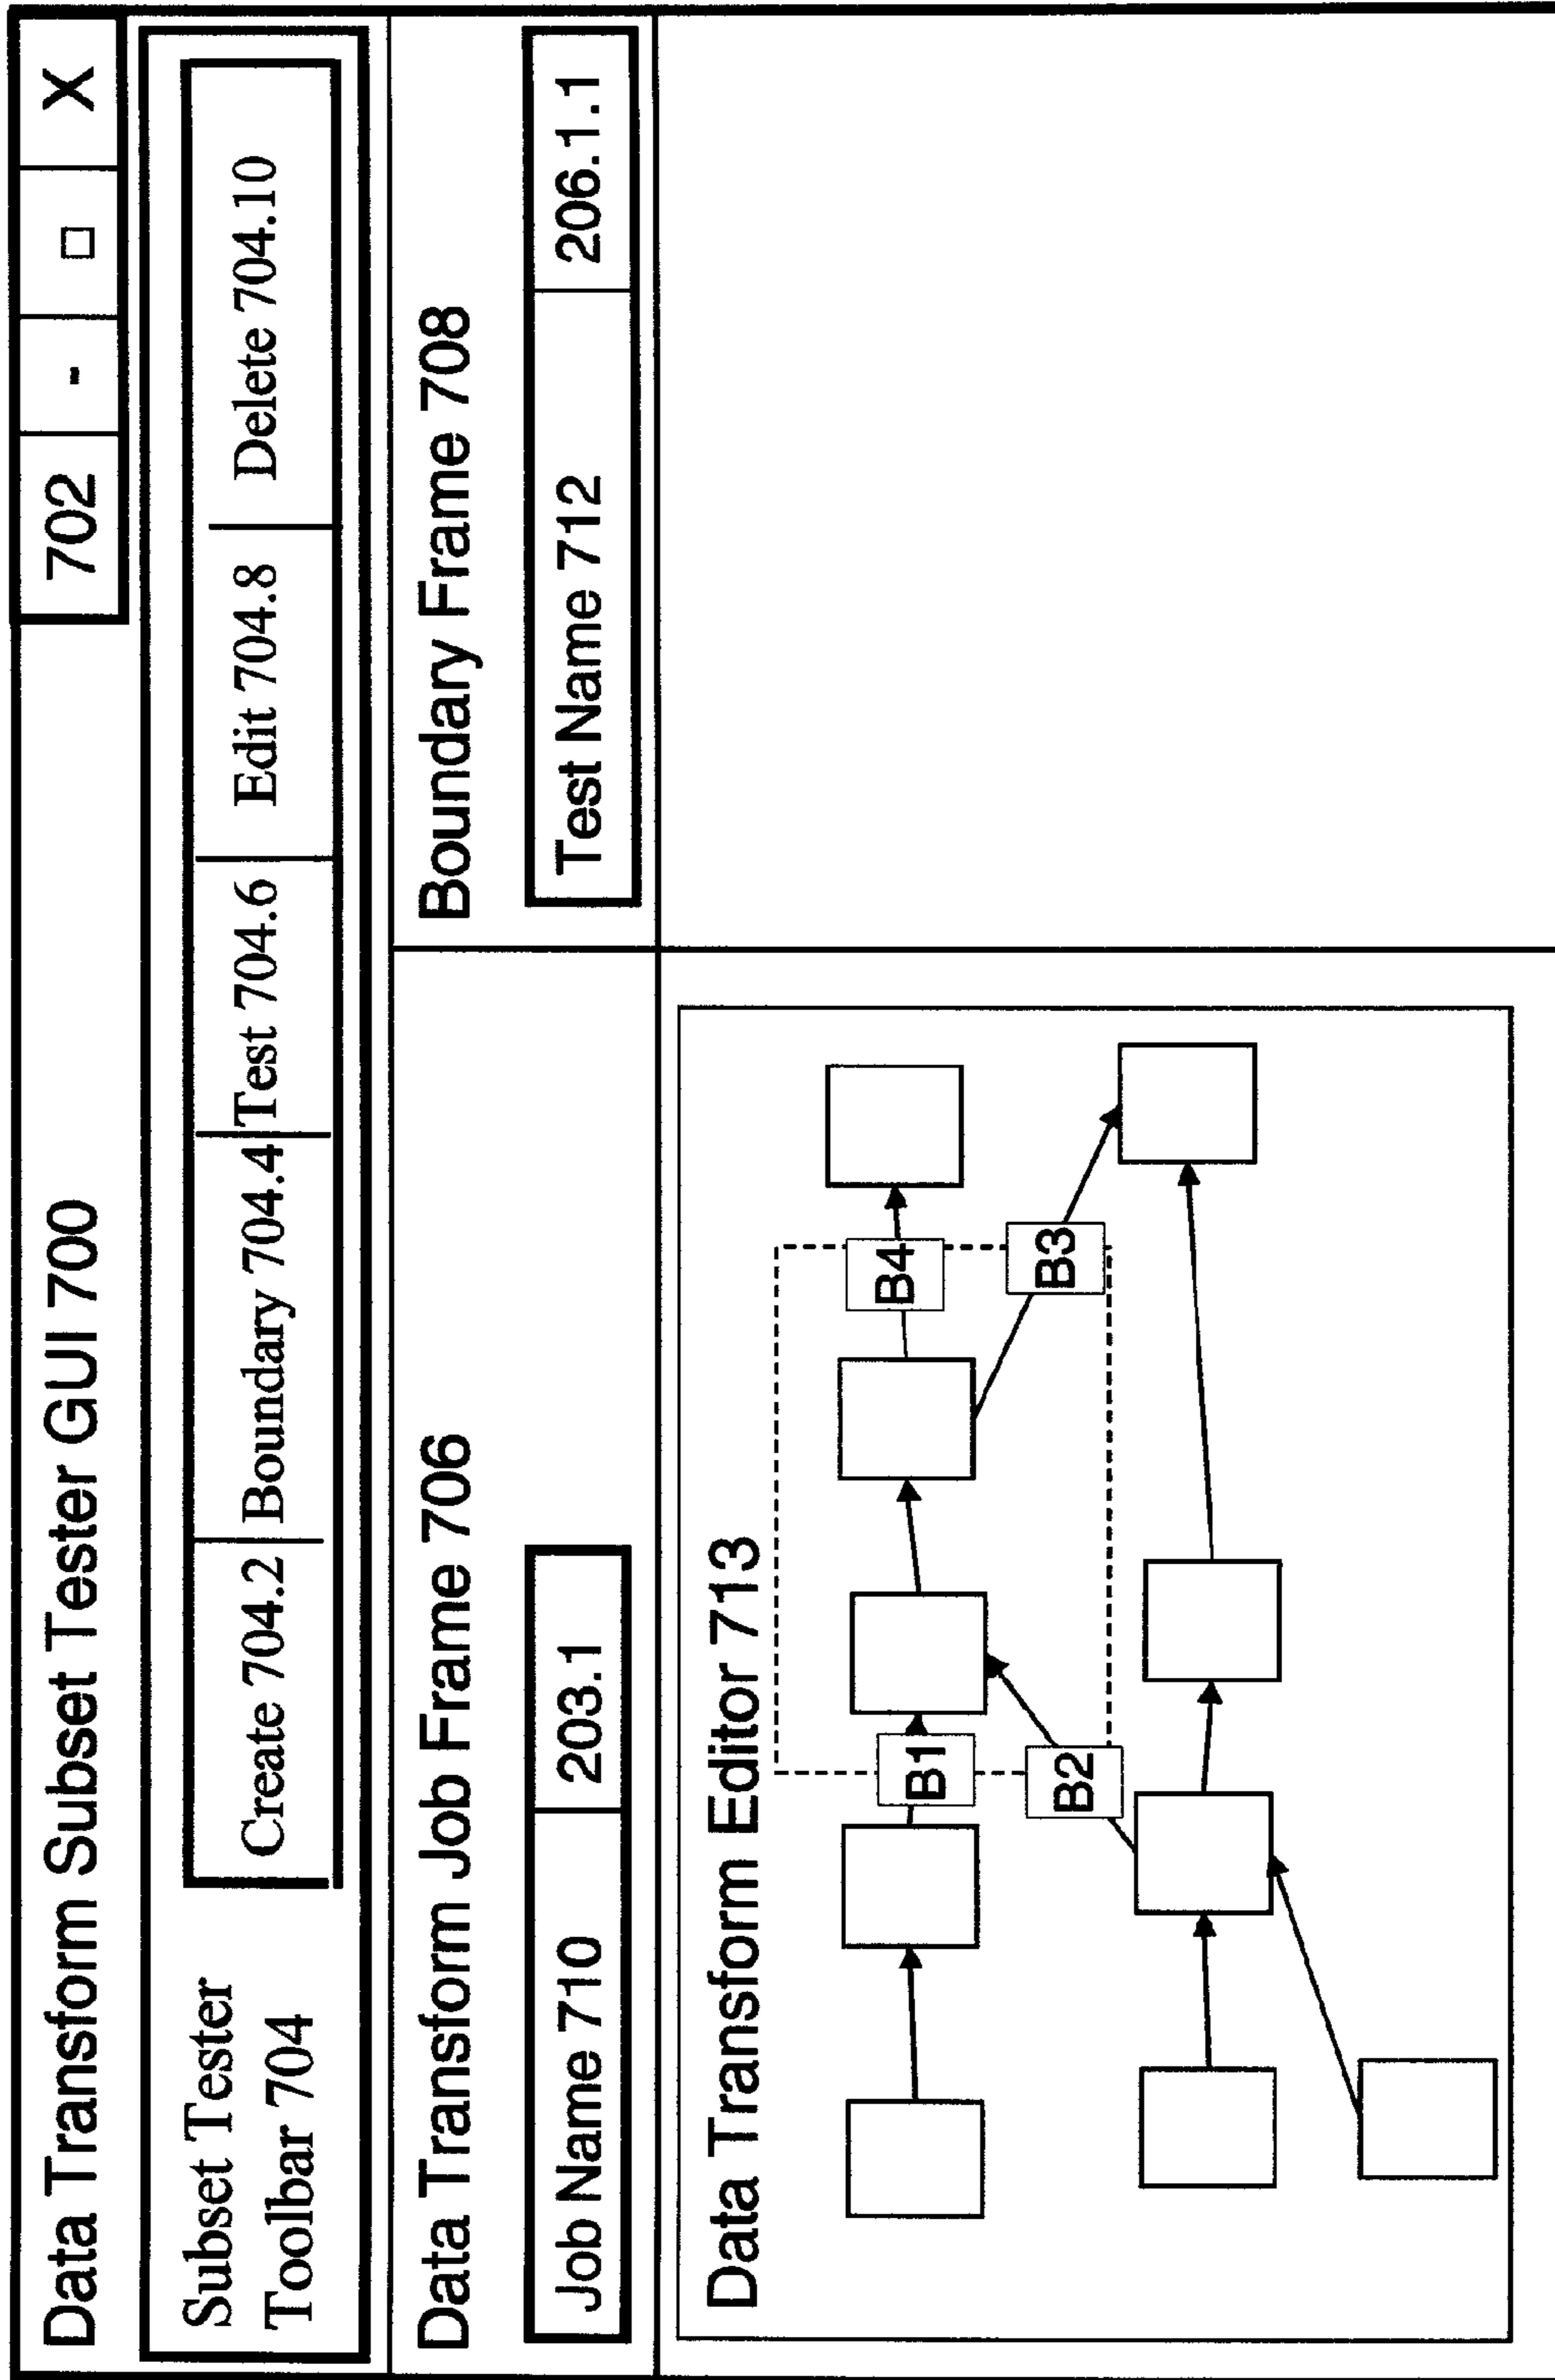 Data Transform Subset Tester GUI 700
702 - □ X
Subset Tester
Toolbar 704
Create 704.2 Boundary 704.4 Test 704.6 Edit 704.8 Delete 704.10
Data Transform Job Frame 706
Boundary Frame 708
Job Name 710 203.1
Test Name 712 206.1.1
Data Transform Editor 713
B1
B4
B2
B3